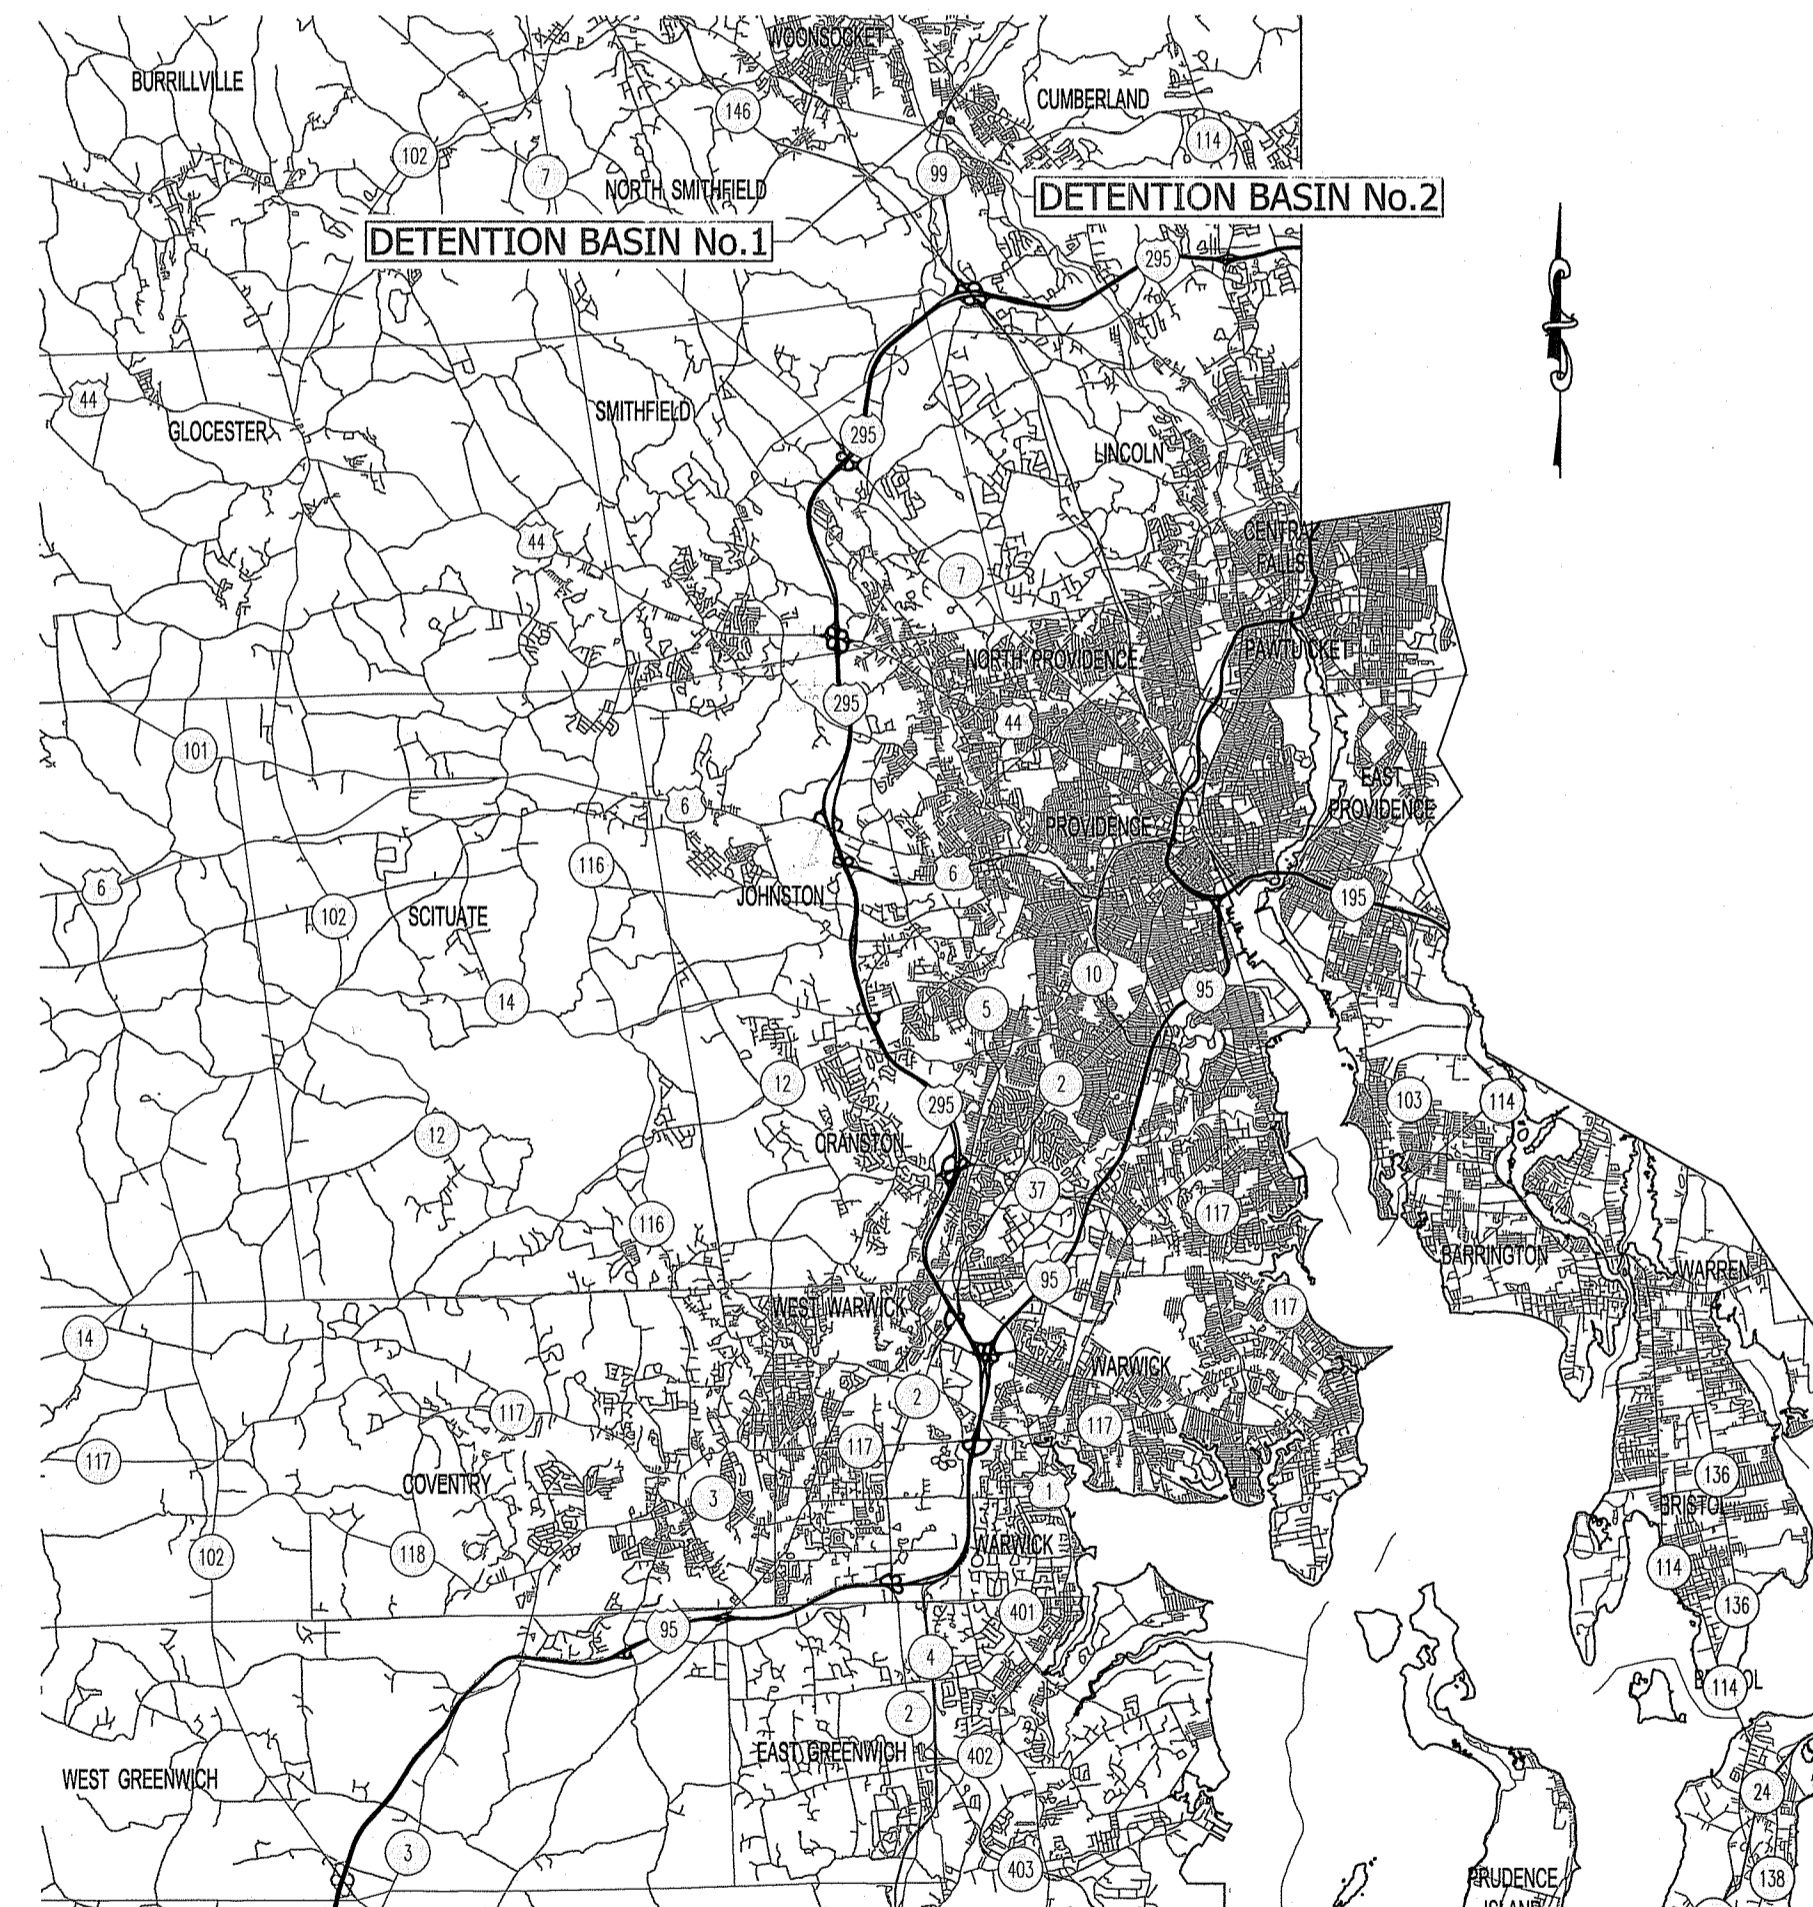 WOONSOCKET
BURRILLVILLE
CUMBERLAND
146
114
102
7
99
NORTH SMITHFIELD
DETENTION BASIN No.2
DETENTION BASIN No.1
295
44
SMITHFIELD
GLOCESTER
295
LINCOLN
CENTRAL
FALLS
44
7
PAWTUCKET
NORTH PROVIDENCE
295
44
101
EAST
PROVIDENCE
6
PROVIDENCE
116
6
6
195
JOHNSTON
102
SCITUATE
10
95
14
5
12
2
295
103
114
12
CRANSTON
37
117
116
BARRINGTON
WARREN
95
WEST WARWICK
117
14
WARWICK
2
117
117
117
117
136
COVENTRY
3
1
BRISTOL
WARWICK
102
118
114
401
136
95
4
114
2
EAST GREENWICH
402
WEST GREENWICH
24
3
403
PRUDENCE
ISLAND
138